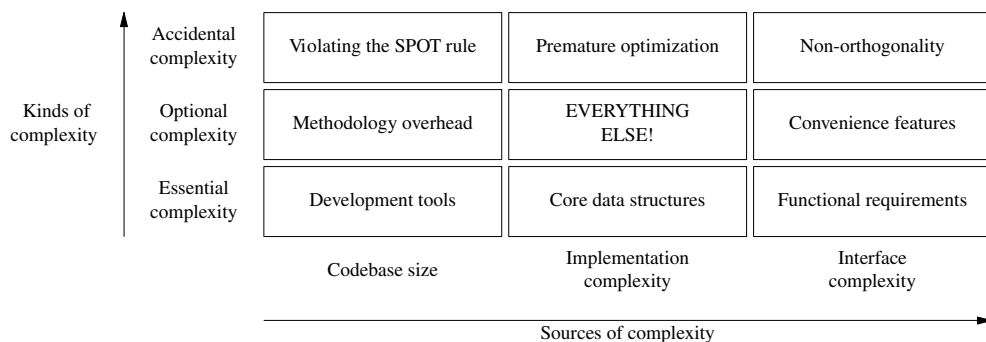 Accidental
complexity
Violating the SPOT rule
Premature optimization
Non-orthogonality
Kinds of
complexity
Optional
complexity
Methodology overhead
EVERYTHING
ELSE!
Convenience features
Essential
complexity
Development tools
Core data structures
Functional requirements
Codebase size
Implementation
complexity
Interface
complexity
Sources of complexity